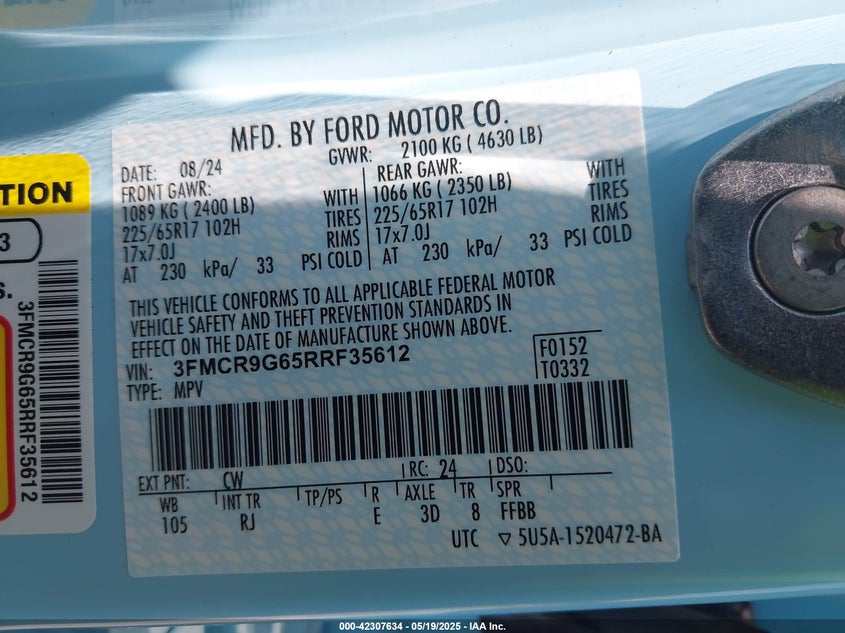 MFD. BY FORD MOTOR CO.
DATE: 08/24 GVWR: 2100 KG ( 4630 LB)
FRONT GAWR: REAR GAWR:
1089 KG ( 2400 LB) WITH 1066 KG ( 2350 LB) WITH
225/65R17 102H TIRES 225/65R17 102H TIRES
17x7.0J RIMS 17x7.0J RIMS
AT 230 kPa/ 33 PSI COLD AT 230 kPa/ 33 PSI COLD
THIS VEHICLE CONFORMS TO ALL APPLICABLE FEDERAL MOTOR
VEHICLE SAFETY AND THEFT PREVENTION STANDARDS IN
EFFECT ON THE DATE OF MANUFACTURE SHOWN ABOVE.
VIN: 3FMCR9G65RRF35612 F0152
TYPE: MPV T0332
EXT PNT: CW RC: 24 DSO:
WB INT TR TP/PS R AXLE TR SPR
105 RJ E 3D 8 FFBB
UTC ▽ 5U5A-1520472-BA
TION
3
S.
3FMCR9G65RRF35612
000-42307634 - 05/19/2025 - IAA Inc.